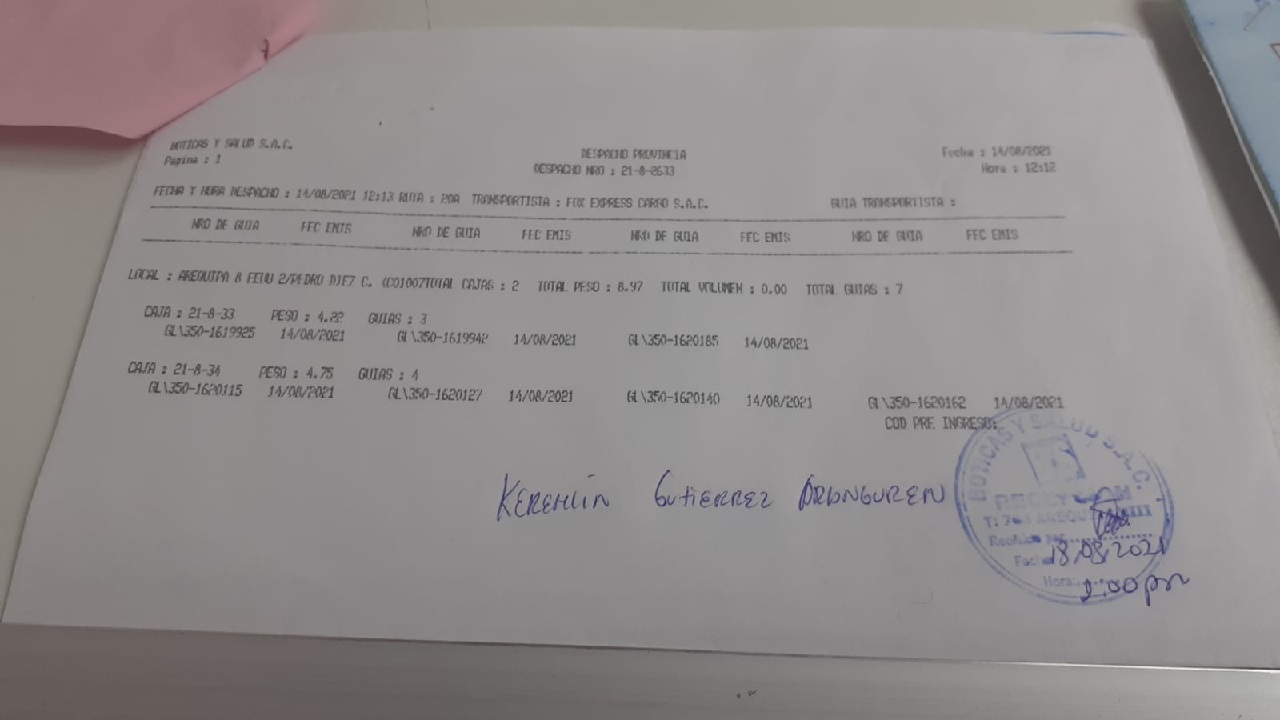 BOTICAS Y SALUD S.A.C.
Pagina : 1
DESPACHO PROVINCIA
DESPACHO NRO : 21-8-2633
Fecha : 14/08/2021
Hora : 12:12
FECHA Y HORA DESPACHO : 14/08/2021 12:13 RUTA : 20A TRANSPORTISTA : FOX EXPRESS CARGO S.A.C. GUIA TRANSPORTISTA :
NRO DE GUIA FEC EMIS NRO DE GUIA FEC EMIS NRO DE GUIA FEC EMIS NRO DE GUIA FEC EMIS
LOCAL : AREQUIPA 8 TOTAL CAJAS : 2 TOTAL PESO : 8.97 TOTAL VOLUMEN : 0.00 TOTAL GUIAS : 7
CAJA : 21-8-33 PESO : 4.22 GUIAS : 3
GL\350-1619925 14/08/2021 GL\350-1619942 14/08/2021 GL\350-1620185 14/08/2021
CAJA : 21-8-34 PESO : 4.75 GUIAS : 4
GL\350-1620115 14/08/2021 GL\350-1620127 14/08/2021 GL\350-1620140 14/08/2021 GL\350-1620162 14/08/2021
COD PRE INGRESO:
GUTIERREZ
BOTICAS Y SALUD S.A.C.
18/08/2021
Hora: